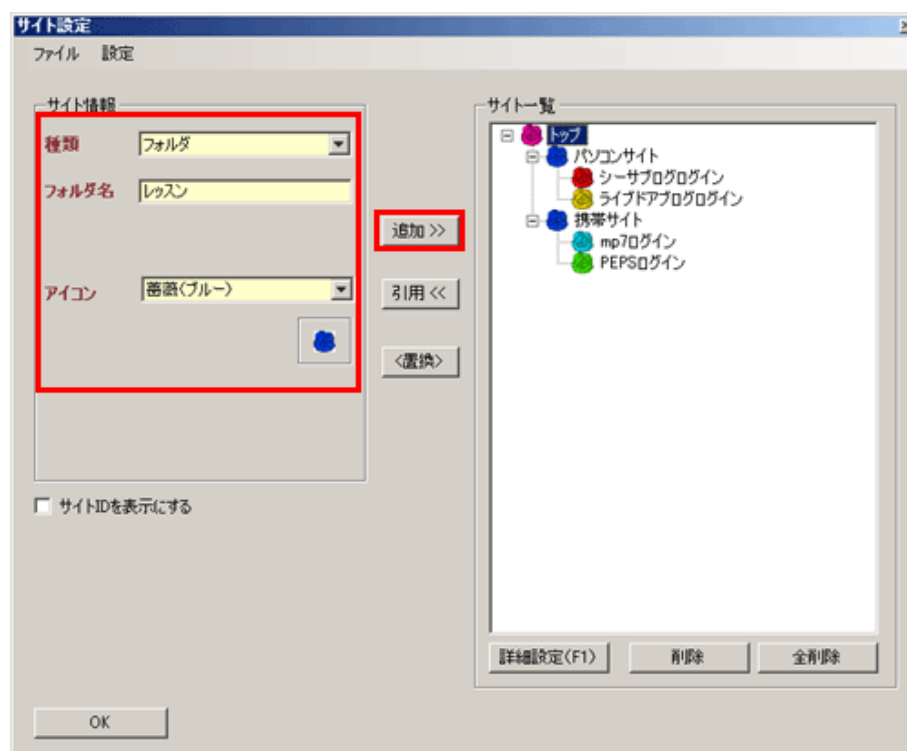 サイト設定
ファイル 設定
サイト情報
種類 フォルダ
フォルダ名 レッスン
アイコン 薔薇(ブルー)
追加 >>
引用 <<
<置換>
サイトIDを表示にする
サイト一覧
トップ
パソコンサイト
シーサブログログイン
ライブドアブログログイン
携帯サイト
mp7ログイン
PEPSログイン
詳細設定(F1) 削除 全削除
OK